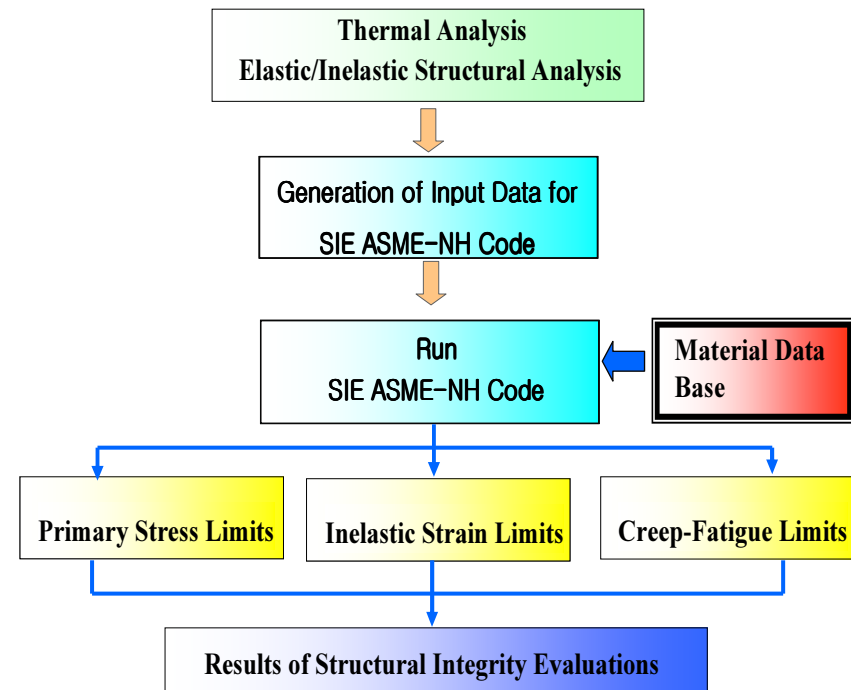 Thermal Analysis
Elastic/Inelastic Structural Analysis
Generation of Input Data for
SIE ASME-NH Code
Run
SIE ASME-NH Code
Material Data
Base
Primary Stress Limits
Inelastic Strain Limits
Creep-Fatigue Limits
Results of Structural Integrity Evaluations